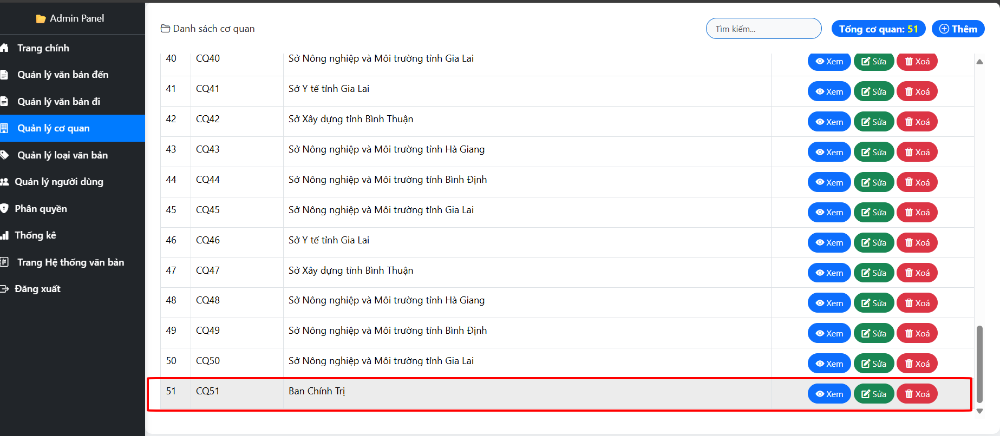 Admin Panel
Trang chính
Quản lý văn bản đến
Quản lý văn bản đi
Quản lý cơ quan
Quản lý loại văn bản
Quản lý người dùng
Phân quyền
Thống kê
Trang Hệ thống văn bản
Đăng xuất
Danh sách cơ quan Tìm kiếm... Tổng cơ quan: 51 Thêm
40 CQ40 Sở Nông nghiệp và Môi trường tỉnh Gia Lai Xem Sửa Xoá
41 CQ41 Sở Y tế tỉnh Gia Lai Xem Sửa Xoá
42 CQ42 Sở Xây dựng tỉnh Bình Thuận Xem Sửa Xoá
43 CQ43 Sở Nông nghiệp và Môi trường tỉnh Hà Giang Xem Sửa Xoá
44 CQ44 Sở Nông nghiệp và Môi trường tỉnh Bình Định Xem Sửa Xoá
45 CQ45 Sở Nông nghiệp và Môi trường tỉnh Gia Lai Xem Sửa Xoá
46 CQ46 Sở Y tế tỉnh Gia Lai Xem Sửa Xoá
47 CQ47 Sở Xây dựng tỉnh Bình Thuận Xem Sửa Xoá
48 CQ48 Sở Nông nghiệp và Môi trường tỉnh Hà Giang Xem Sửa Xoá
49 CQ49 Sở Nông nghiệp và Môi trường tỉnh Bình Định Xem Sửa Xoá
50 CQ50 Sở Nông nghiệp và Môi trường tỉnh Gia Lai Xem Sửa Xoá
51 CQ51 Ban Chính Trị Xem Sửa Xoá